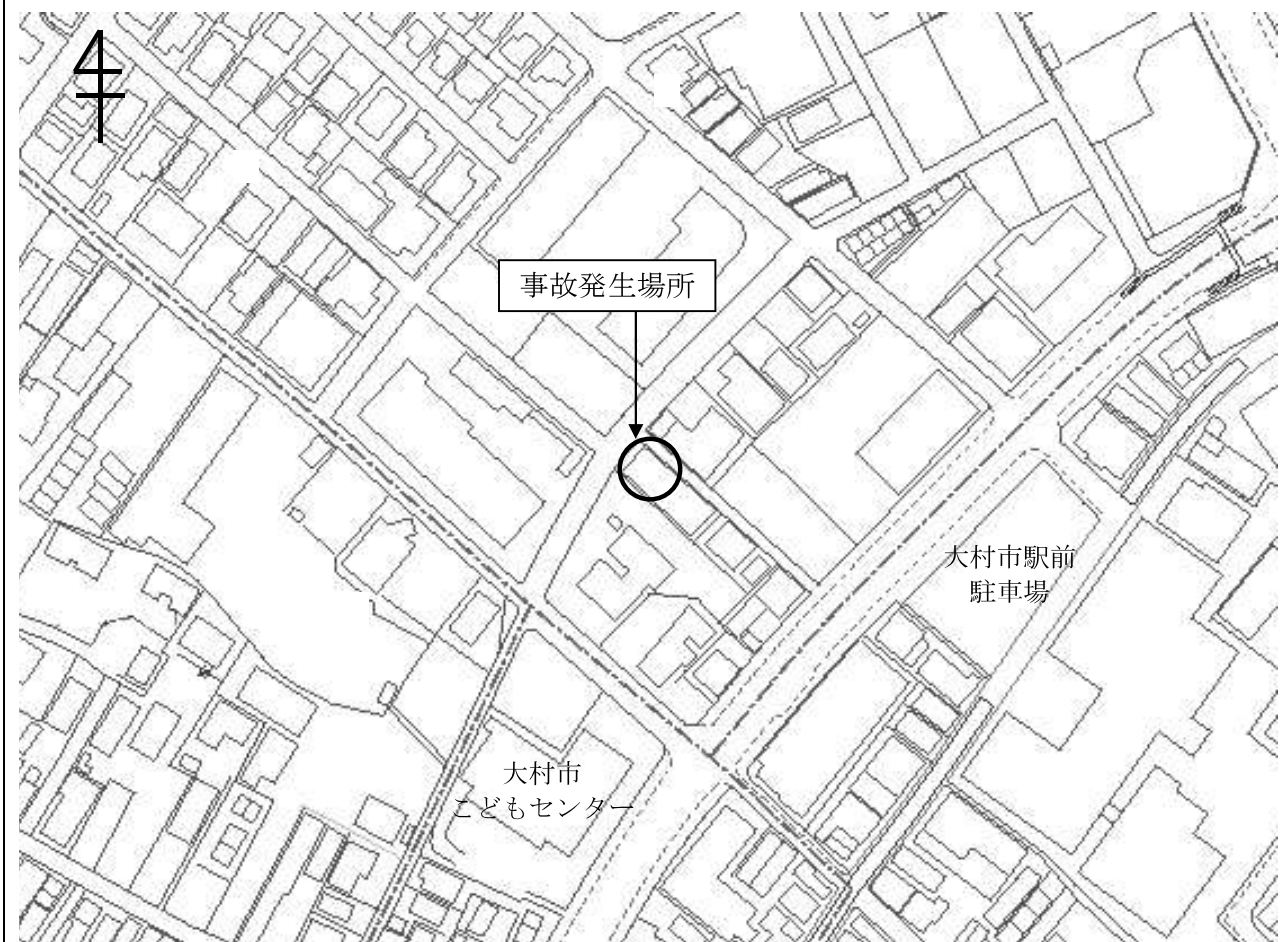 事故発生場所
大村市駅前
駐車場
大村市
こどもセンター